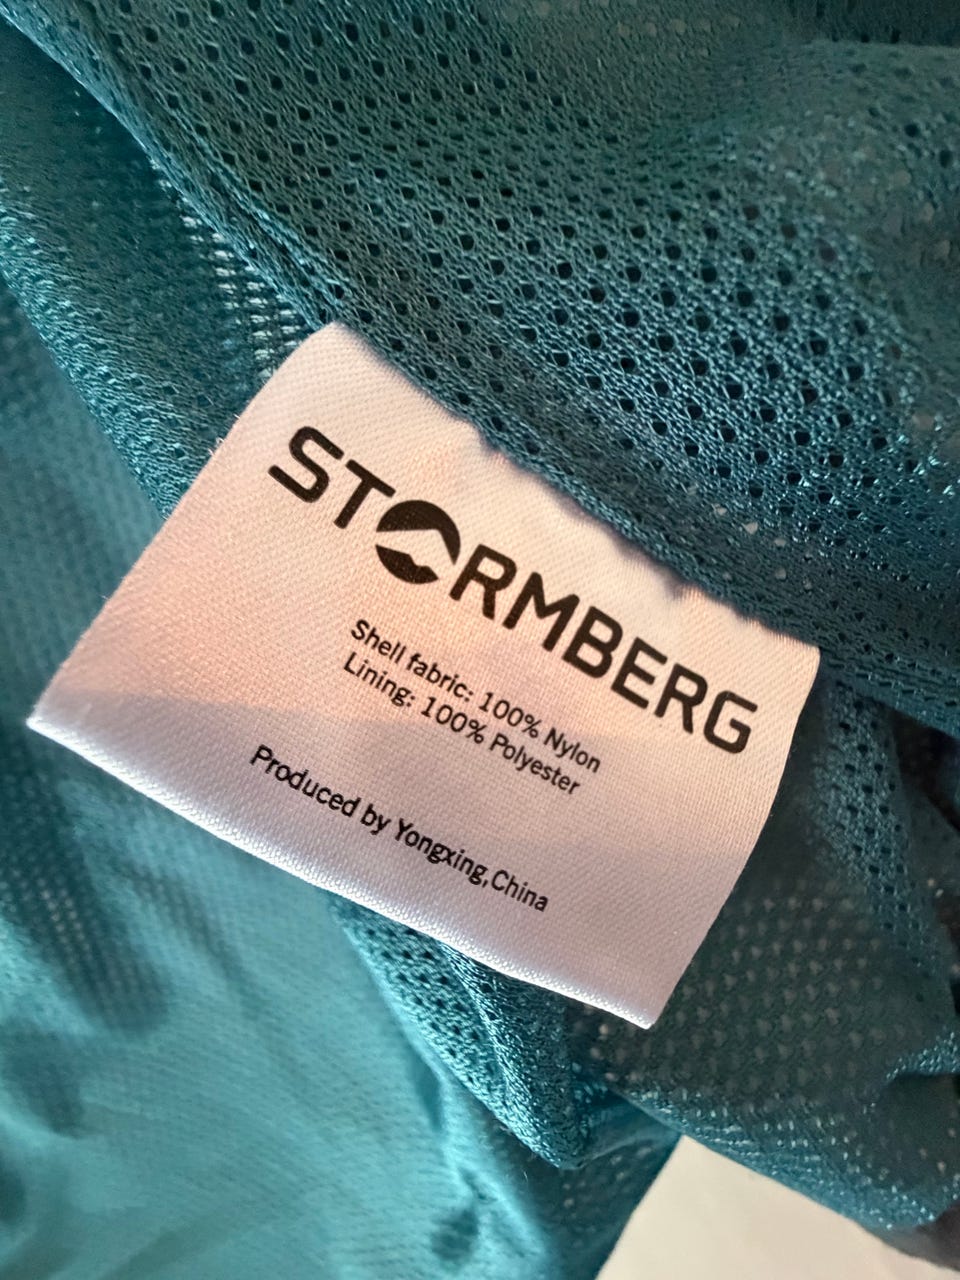 STORMBERG
Shell fabric: 100% Nylon
Lining: 100% Polyester
Produced by Yongxing,China